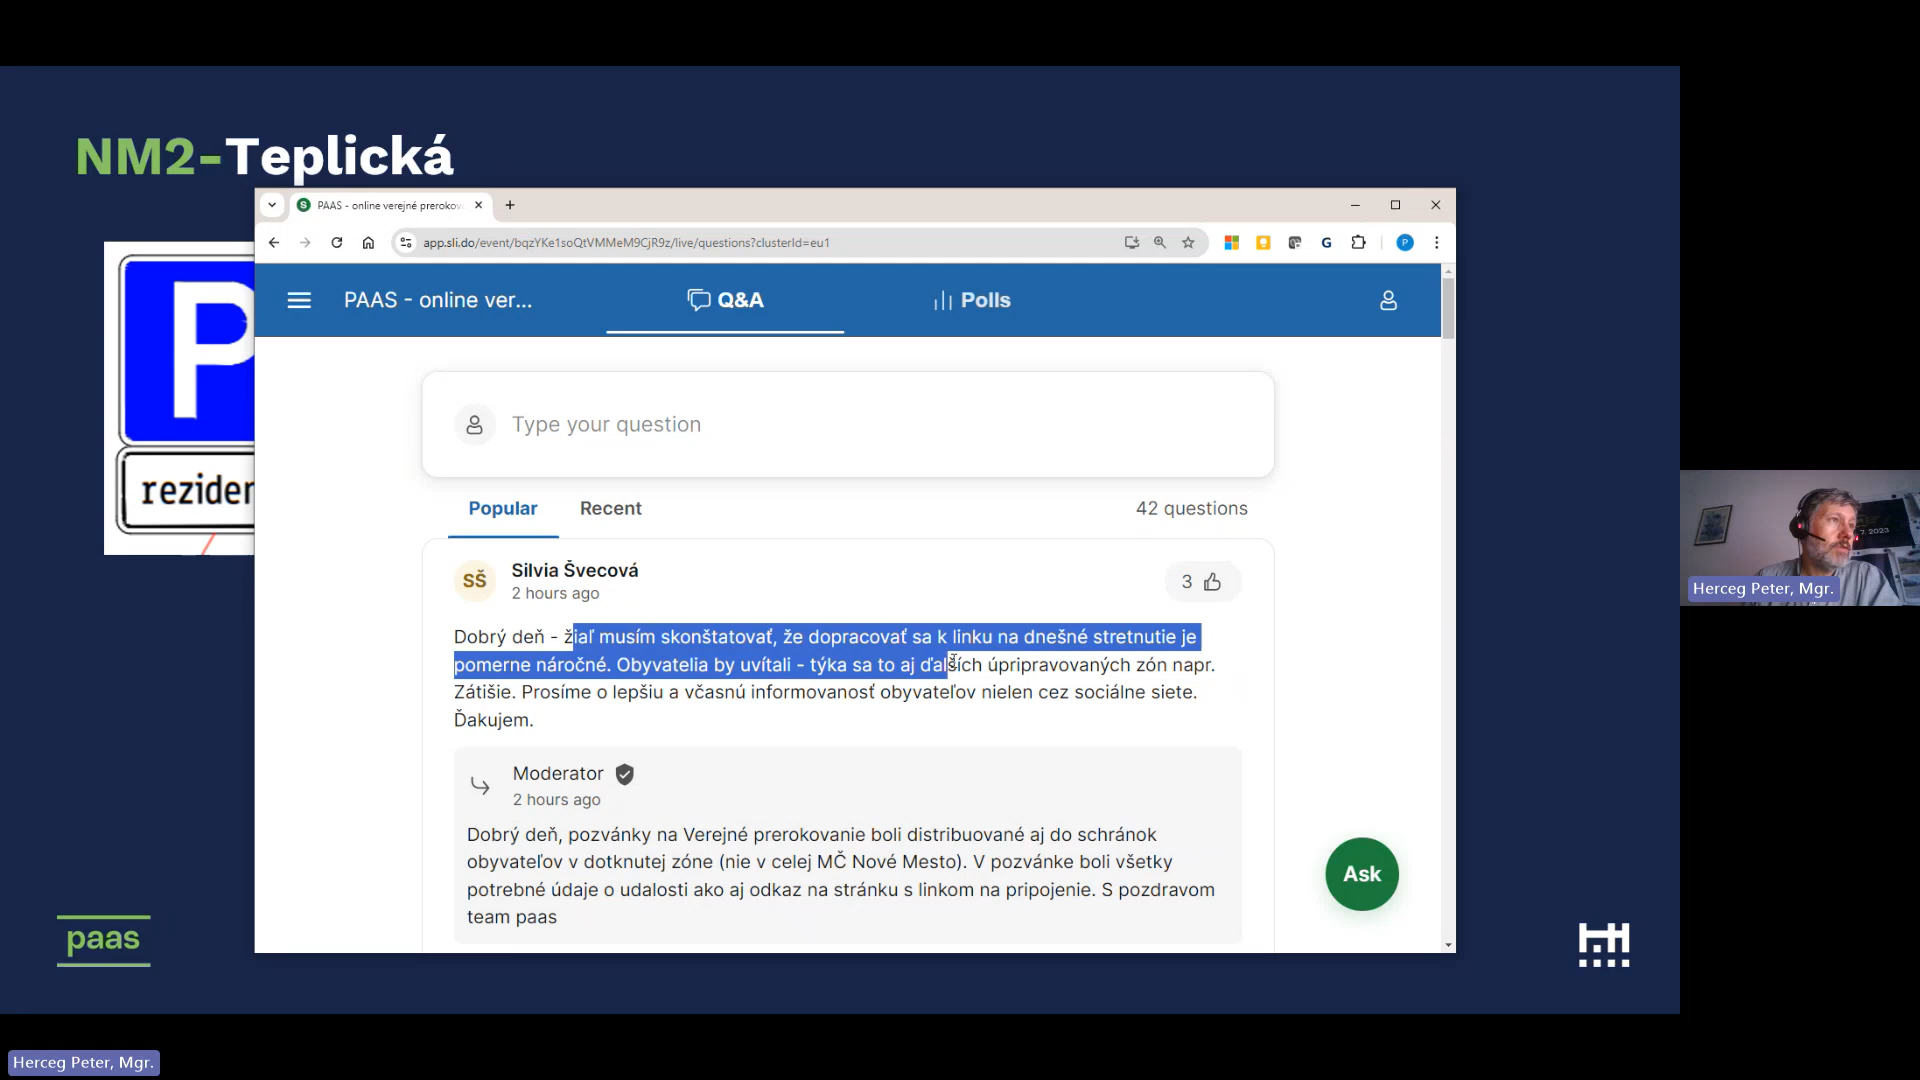 NM2-Teplická
PAAS - online verejné prerokov
app.sli.do/event/bqzYKe1soQtVMMeM9CjR9z/live/questions?clusterId=eu1
G
P
PAAS - online ver...
Q&A
Polls
P
Type your question
reziden
Popular
Recent
42 questions
SŠ
Silvia Švecová
2 hours ago
3
Dobrý deň - žiaľ musím skonštatovať, že dopracovať sa k linku na dnešné stretnutie je
pomerne náročné. Obyvatelia by uvítali - týka sa to aj ďalších úpripravovaných zón napr.
Zátišie. Prosíme o lepšiu a včasnú informovanosť obyvateľov nielen cez sociálne siete.
Ďakujem.
Moderator
2 hours ago
Dobrý deň, pozvánky na Verejné prerokovanie boli distribuované aj do schránok
obyvateľov v dotknutej zóne (nie v celej MČ Nové Mesto). V pozvánke boli všetky
potrebné údaje o udalosti ako aj odkaz na stránku s linkom na pripojenie. S pozdravom
team paas
Ask
paas
7. 2023
Herceg Peter, Mgr.
Herceg Peter, Mgr.